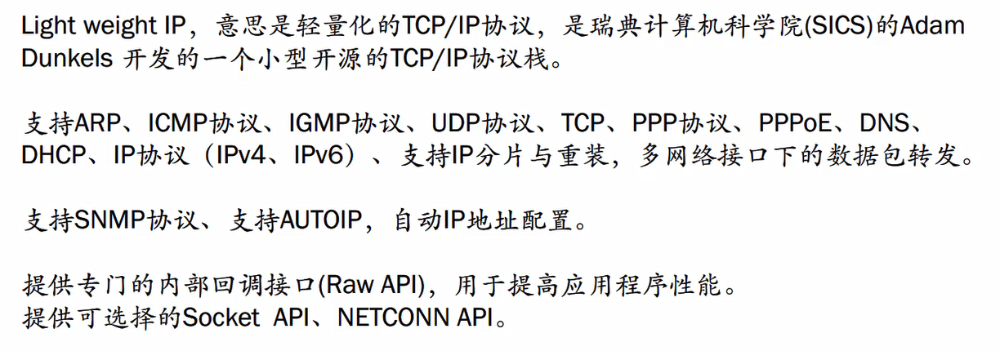 Light weight IP，意思是轻量化的TCP/IP协议，是瑞典计算机科学院(SICS)的Adam
Dunkels 开发的一个小型开源的TCP/IP协议栈。
支持ARP、ICMP协议、IGMP协议、UDP协议、TCP、PPP协议、PPPoE、DNS、
DHCP、IP协议（IPv4、IPv6）、支持IP分片与重装，多网络接口下的数据包转发。
支持SNMP协议、支持AUTOIP，自动IP地址配置。
提供专门的内部回调接口(Raw API)，用于提高应用程序性能。
提供可选择的Socket API、NETCONN API。